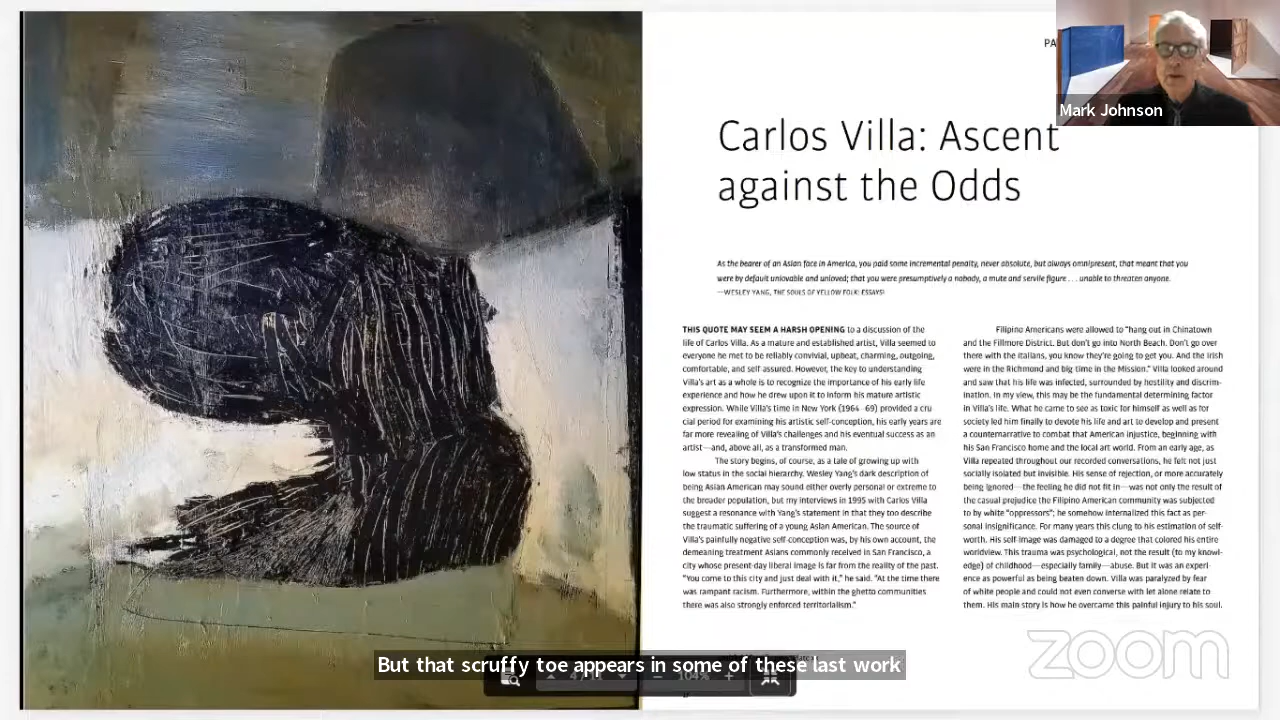 PA
Mark Johnson
Carlos Villa: Ascent
against the Odds
As the bearer of an Asian face in America, you paid some incremental penalty, never absolute, but always omnipresent, that meant that you
were by default unlovable and unloved; that you were presumptively a nobody, a mute and servile figure . . . unable to threaten anyone.
—WESLEY YANG, THE SOULS OF YELLOW FOLK: ESSAYS
THIS QUOTE MAY SEEM A HARSH OPENING to a discussion of the
life of Carlos Villa. As a mature and established artist, Villa seemed to
everyone he met to be reliably convivial, upbeat, charming, outgoing,
comfortable, and self-assured. However, the key to understanding
Villa's art as a whole is to recognize the importance of his early life
experience and how he drew upon it to inform his mature artistic
expression. While Villa's time in New York (1964–69) provided a cru
cial period for examining his artistic self-conception, his early years are
far more revealing of Villa's challenges and his eventual success as an
artist—and, above all, as a transformed man.
The story begins, of course, as a tale of growing up with
low status in the social hierarchy. Wesley Yang's dark description of
being Asian American may sound either overly personal or extreme to
the broader population, but my interviews in 1995 with Carlos Villa
suggest a resonance with Yang's statement in that they too describe
the traumatic suffering of a young Asian American. The source of
Villa's painfully negative self-conception was, by his own account, the
demeaning treatment Asians commonly received in San Francisco, a
city whose present-day liberal image is far from the reality of the past.
"You come to this city and just deal with it," he said. "At the time there
was rampant racism. Furthermore, within the ghetto communities
there was also strongly enforced territorialism."
Filipino Americans were allowed to "hang out in Chinatown
and the Fillmore District. But don't go into North Beach. Don't go over
there with the Italians, you know they're going to get you. And the Irish
were in the Richmond and big time in the Mission." Villa looked around
and saw that his life was infected, surrounded by hostility and discrim-
ination. In my view, this may be the fundamental determining factor
in Villa's life. What he came to see as toxic for himself as well as for
society led him finally to devote his life and art to develop and present
a counternarrative to combat that American injustice, beginning with
his San Francisco home and the local art world. From an early age, as
Villa repeated throughout our recorded conversations, he felt not just
socially isolated but invisible. His sense of rejection, or more accurately
being ignored—the feeling he did not fit in—was not only the result of
the casual prejudice the Filipino American community was subjected
to by white "oppressors"; he somehow internalized this fact as per-
sonal insignificance. For many years this clung to his estimation of self-
worth. His self-image was damaged to a degree that colored his entire
worldview. This trauma was psychological, not the result (to my knowl-
edge) of childhood—especially family—abuse. But it was an experi-
ence as powerful as being beaten down. Villa was paralyzed by fear
of white people and could not even converse with let alone relate to
them. His main story is how he overcame this painful injury to his soul.
But that scruffy toe appears in some of these last work
104%
zoom